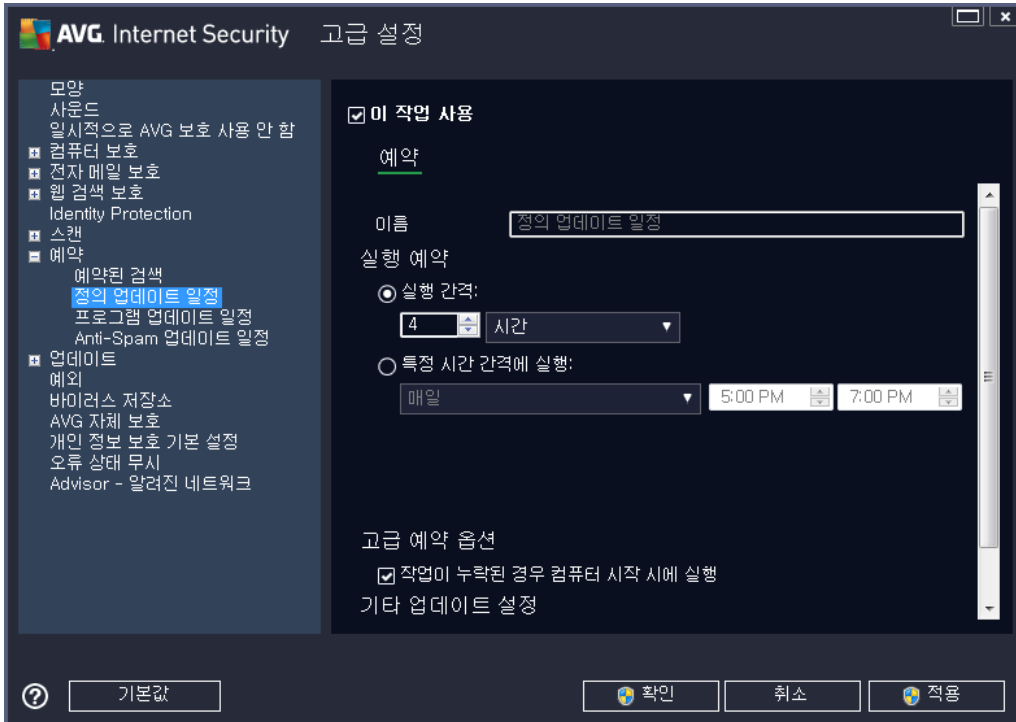 AVG. Internet Security 고급 설정
모양
사운드
일시적으로 AVG 보호 사용 안 함
컴퓨터 보호
전자 메일 보호
웹 검색 보호
Identity Protection
스캔
예약
예약된 검색
정의 업데이트 일정
프로그램 업데이트 일정
Anti-Spam 업데이트 일정
업데이트
예외
바이러스 저장소
AVG 자체 보호
개인 정보 보호 기본 설정
오류 상태 무시
Advisor - 알려진 네트워크
이 작업 사용
예약
이름 정의 업데이트 일정
실행 예약
실행 간격:
4 시간
특정 시간 간격에 실행:
매일 5:00 PM 7:00 PM
고급 예약 옵션
작업이 누락된 경우 컴퓨터 시작 시에 실행
기타 업데이트 설정
? 기본값 확인 취소 적용